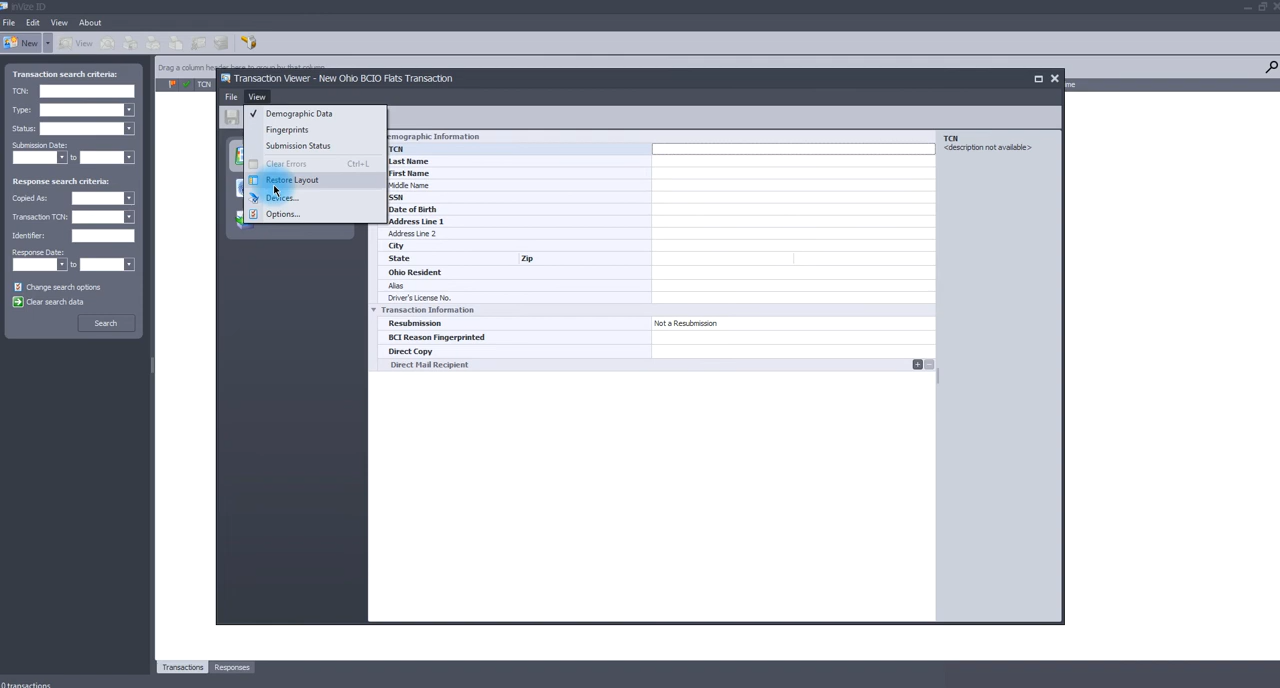 inVize ID
File Edit View About
New View
Transaction search criteria:
TCN:
Type:
Status:
Submission Date:
to
Response search criteria:
Copied As:
Transaction TCN:
Identifier:
Response Date:
to
Change search options
Clear search data
Search
Drag a column header here to group by that column
TCN
me
Transaction Viewer - New Ohio BCIO Flats Transaction
File View
Demographic Data
Fingerprints
Submission Status
Clear Errors Ctrl+L
Restore Layout
Devices...
Options...
emographic Information
TCN
Last Name
First Name
Middle Name
SSN
Date of Birth
Address Line 1
Address Line 2
City
State Zip
Ohio Resident
Alias
Driver's License No.
Transaction Information
Resubmission Not a Resubmission
BCI Reason Fingerprinted
Direct Copy
Direct Mail Recipient
TCN
<description not available>
Transactions Responses
0 transactions